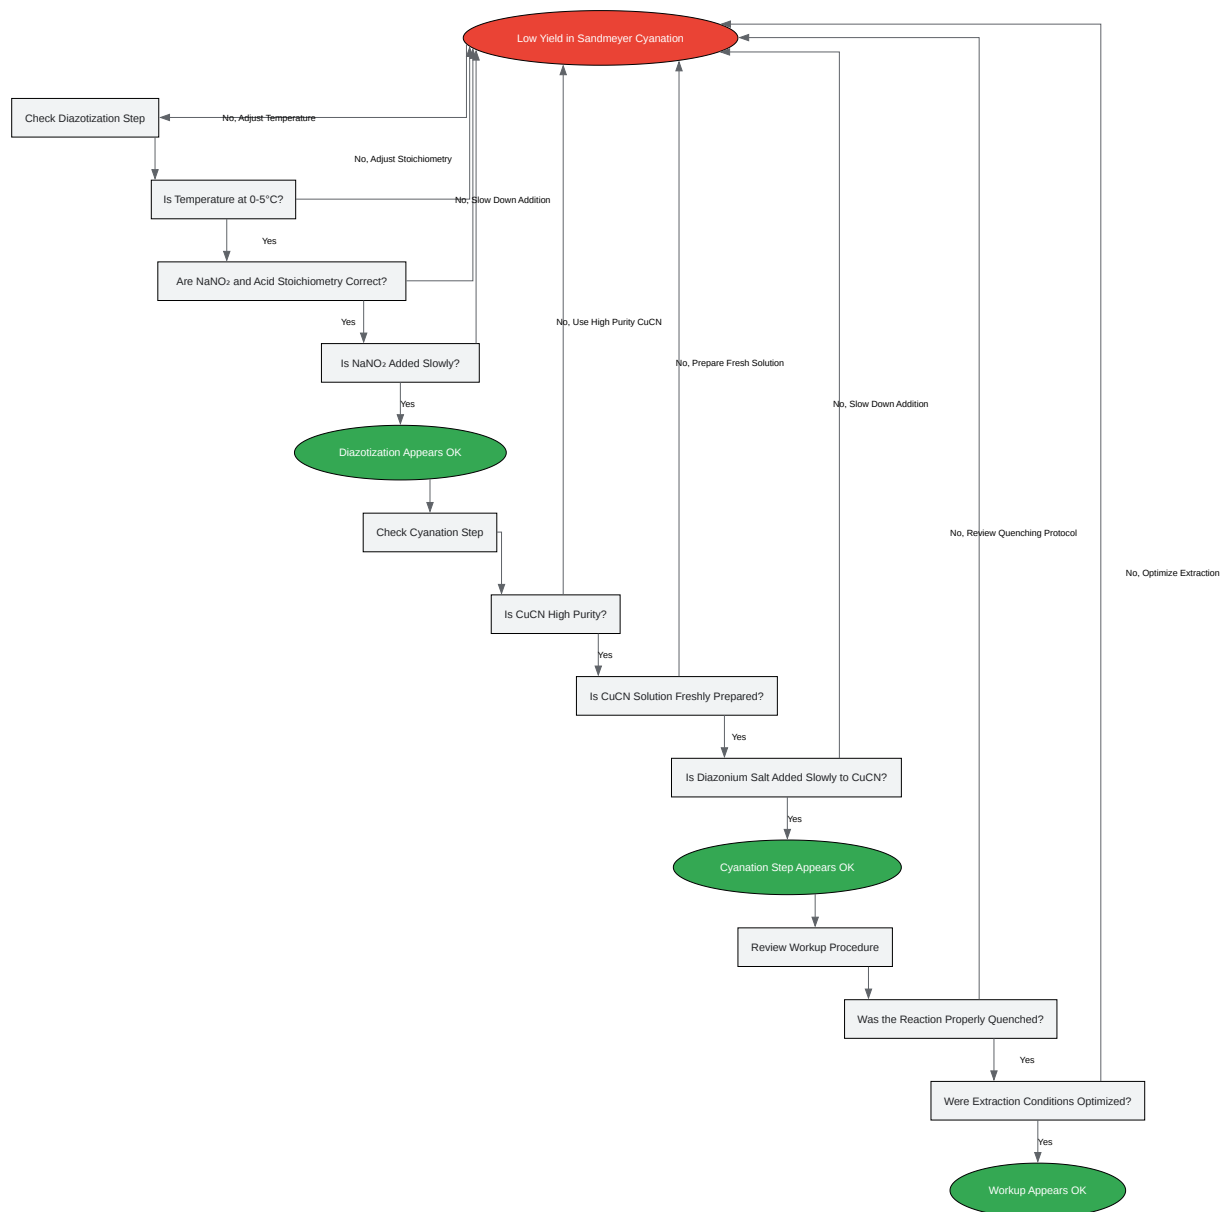 Low Yield in Sandmeyer Cyanation
Check Diazotization Step
No, Adjust Temperature
No, Adjust Stoichiometry
Is Temperature at 0-5°C?
No, Slow Down Addition
Yes
Are NaNO₂ and Acid Stoichiometry Correct?
Yes
No, Use High Purity CuCN
Is NaNO₂ Added Slowly?
No, Prepare Fresh Solution
Yes
No, Slow Down Addition
Diazotization Appears OK
Check Cyanation Step
No, Review Quenching Protocol
No, Optimize Extraction
Is CuCN High Purity?
Yes
Is CuCN Solution Freshly Prepared?
Yes
Is Diazonium Salt Added Slowly to CuCN?
Yes
Cyanation Step Appears OK
Review Workup Procedure
Was the Reaction Properly Quenched?
Yes
Were Extraction Conditions Optimized?
Yes
Workup Appears OK